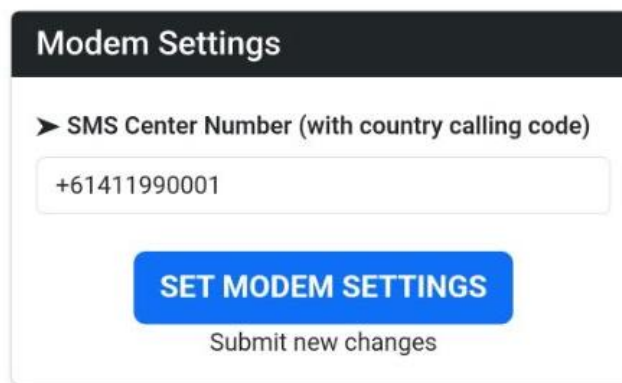 Modem Settings
➤ SMS Center Number (with country calling code)
+61411990001
SET MODEM SETTINGS
Submit new changes